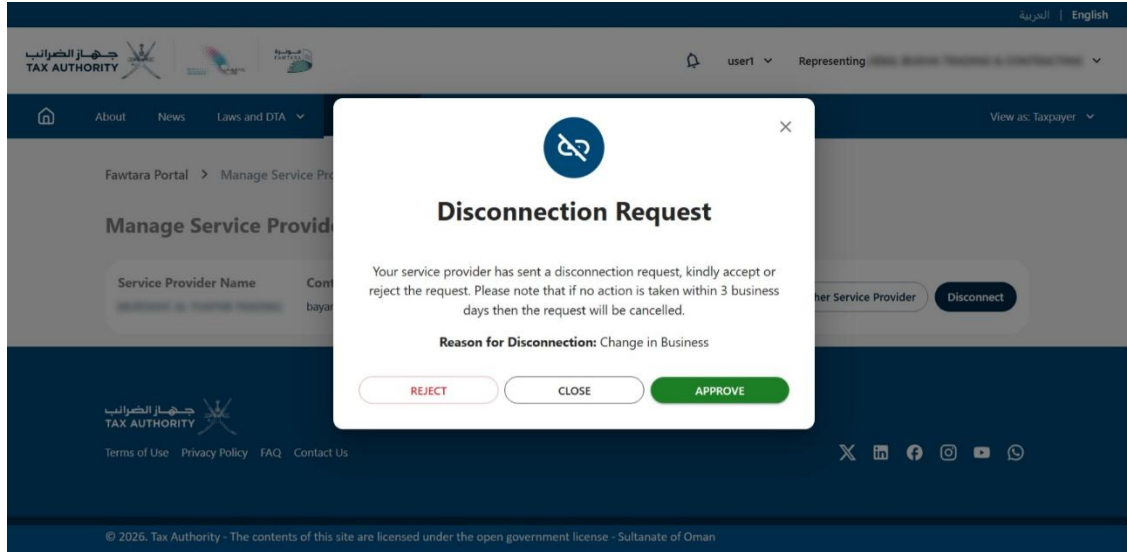 العربية | English
جهاز الضرائب
TAX AUTHORITY
user1
Representing
About News Laws and DTA
View as: Taxpayer
Fawtara Portal > Manage Service Pro
Manage Service Provid
Service Provider Name Cont
bayan
her Service Provider
Disconnect
Disconnection Request
Your service provider has sent a disconnection request, kindly accept or
reject the request. Please note that if no action is taken within 3 business
days then the request will be cancelled.
Reason for Disconnection: Change in Business
REJECT CLOSE APPROVE
جهاز الضرائب
TAX AUTHORITY
Terms of Use Privacy Policy FAQ Contact Us
© 2026. Tax Authority - The contents of this site are licensed under the open government license - Sultanate of Oman